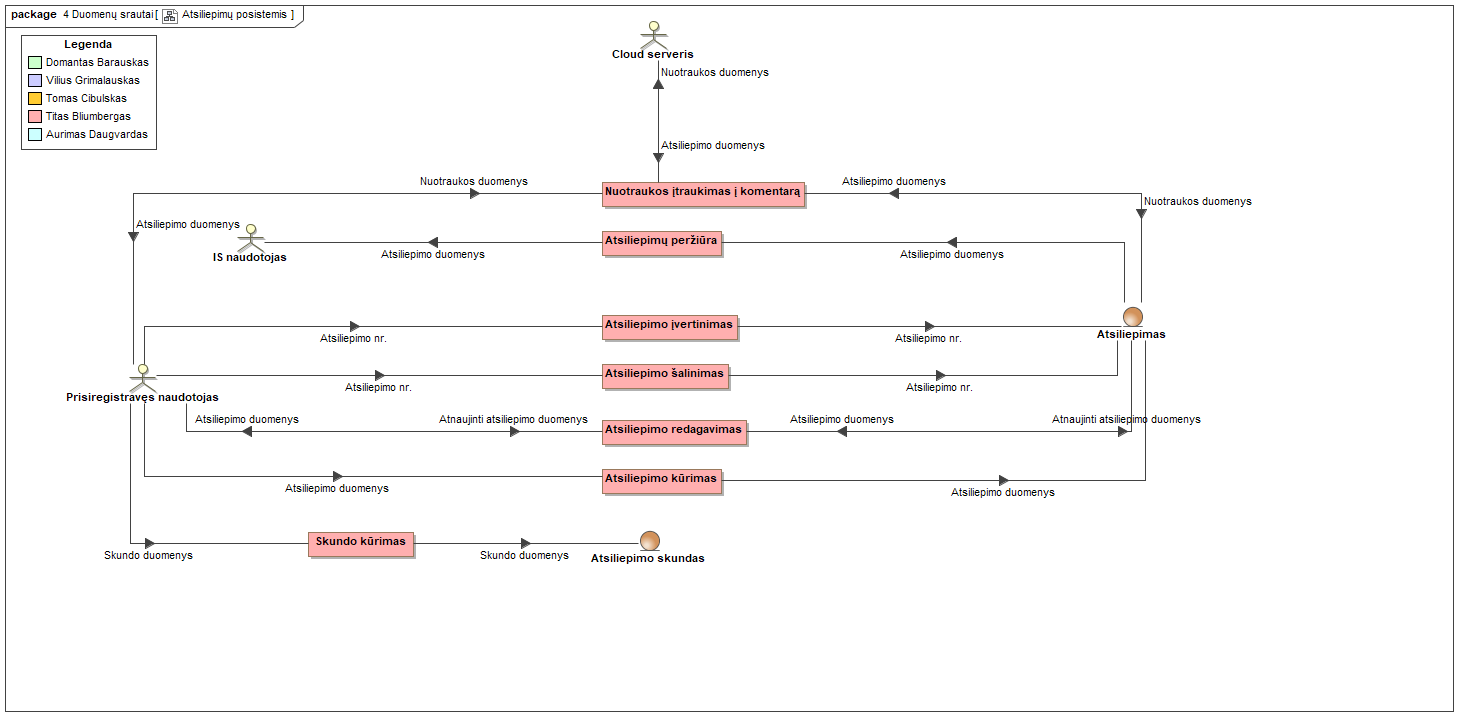 package 4 Duomenų srautai[ Atsiliepimų posistemis ]
Legenda
Domantas Barauskas
Vilius Grimalauskas
Tomas Cibulskas
Titas Bliumbergas
Aurimas Daugvardas
Cloud serveris
Nuotraukos duomenys
Atsiliepimo duomenys
Nuotraukos duomenys
Nuotraukos įtraukimas į komentarą
Atsiliepimo duomenys
Nuotraukos duomenys
Atsiliepimo duomenys
IS naudotojas
Atsiliepimo duomenys
Atsiliepimų peržiūra
Atsiliepimo duomenys
Atsiliepimo nr.
Atsiliepimo įvertinimas
Atsiliepimo nr.
Atsiliepimas
Prisiregistravęs naudotojas
Atsiliepimo nr.
Atsiliepimo šalinimas
Atsiliepimo nr.
Atsiliepimo duomenys
Atnaujinti atsiliepimo duomenys
Atsiliepimo redagavimas
Atsiliepimo duomenys
Atnaujinti atsiliepimo duomenys
Atsiliepimo duomenys
Atsiliepimo kūrimas
Atsiliepimo duomenys
Skundo duomenys
Skundo kūrimas
Skundo duomenys
Atsiliepimo skundas